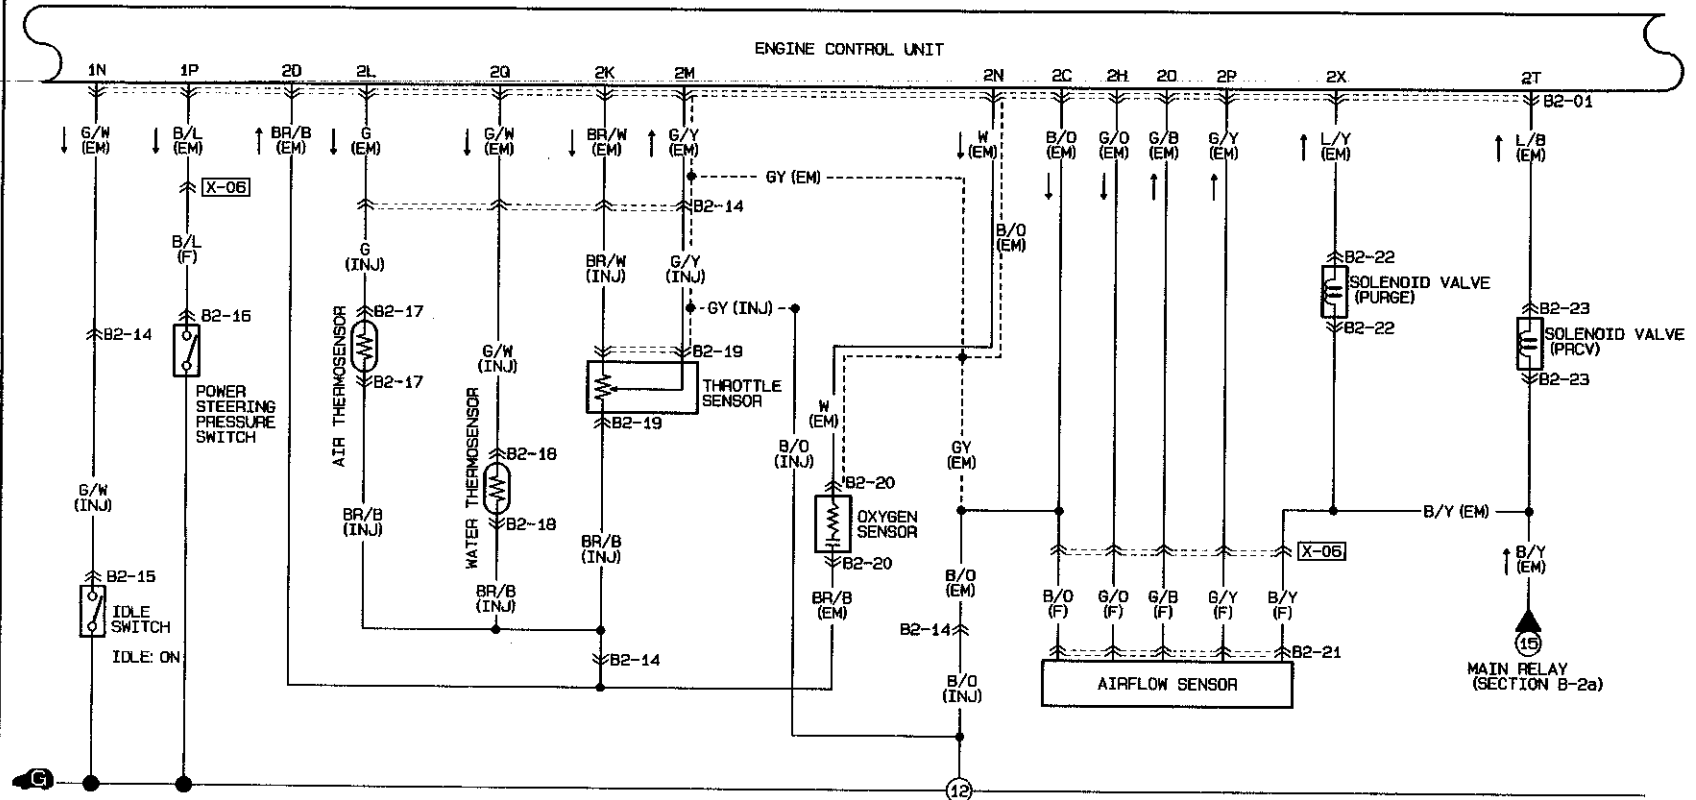 ENGINE CONTROL UNIT
1N 1P 2D 2L 2Q 2K 2M 2N 2C 2H 2O 2P 2X 2T
B2-01
G/W B/L BR/B G G/W BR/W G/Y W B/O G/O G/B G/Y L/Y L/B
(EM) (EM) (EM) (EM) (EM) (EM) (EM) (EM) (EM) (EM) (EM) (EM) (EM) (EM)
X-06
GY (EM)
B2-14
B/L
(F)
G
(INJ)
BR/W
(INJ)
G/Y
(INJ)
B/O
(EM)
B2-22
SOLENOID VALVE
(PURGE)
B2-22
B2-16
B2-17
GY (INJ)
B2-23
SOLENOID VALVE
(PRCV)
B2-23
B2-14
AIR THERMOSENSOR
B2-17
G/W
(INJ)
B2-19
THROTTLE
SENSOR
B2-19
POWER
STEERING
PRESSURE
SWITCH
WATER THERMOSENSOR
B2-18
B2-18
W
(EM)
B/O
(INJ)
GY
(EM)
B2-20
OXYGEN
SENSOR
B2-20
G/W
(INJ)
BR/B
(INJ)
BR/B
(INJ)
B/Y (EM)
X-06
B/Y
(EM)
B2-15
IDLE
SWITCH
IDLE: ON
BR/B
(INJ)
BR/B
(EM)
B/O
(EM)
B/O G/O G/B G/Y B/Y
(F) (F) (F) (F) (F)
B2-14
B2-14
B2-21
15
MAIN RELAY
(SECTION B-2a)
B/O
(INJ)
AIRFLOW SENSOR
G
12